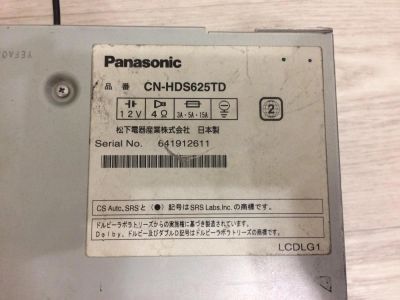 Panasonic
品番 CN-HDS625TD
12V 4Ω 3A・5A・15A
2
松下電器産業株式会社 日本製
Serial No. 641912611
CS Auto、SRSと(●)記号はSRS Labs,Inc.の商標です。
ドルビーラボラトリーズからの実施権に基づき製造されています。
Dolby、ドルビー及びダブルD記号はドルビーラボラトリーズの商標です。
LCDLG1